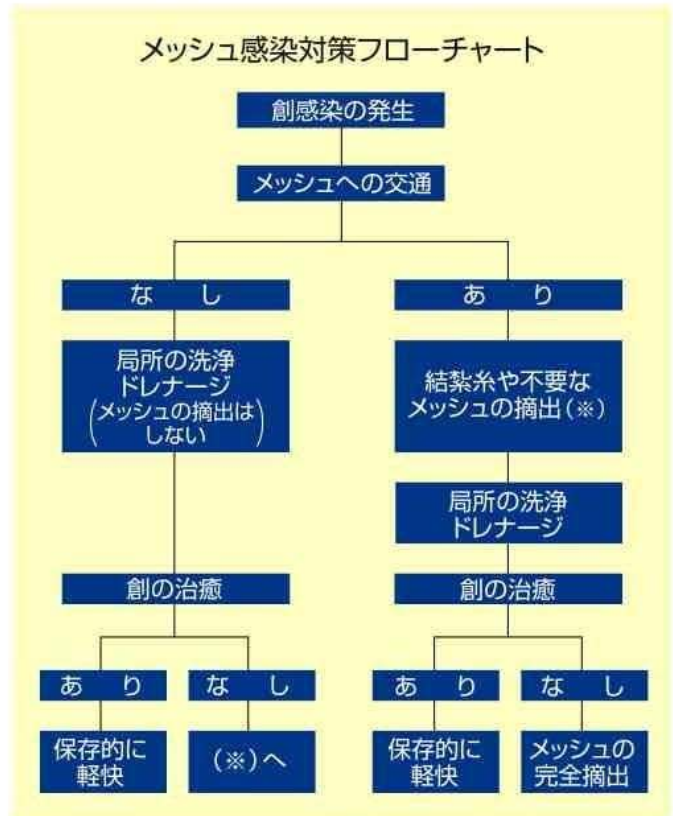 メッシュ感染対策フローチャート
創感染の発生
メッシュへの交通
なし
あり
局所の洗浄
ドレナージ
(メッシュの摘出は
しない)
結紮糸や不要な
メッシュの摘出(※)
局所の洗浄
ドレナージ
創の治癒
創の治癒
あり
なし
あり
なし
保存的に
軽快
(※)へ
保存的に
軽快
メッシュの
完全摘出